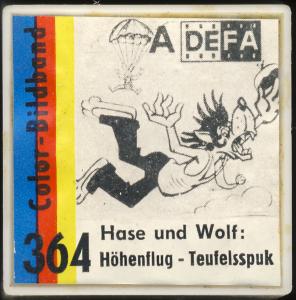 A DEFA
Color-Bildband
364
Hase und Wolf:
Höhenflug - Teufelsspuk